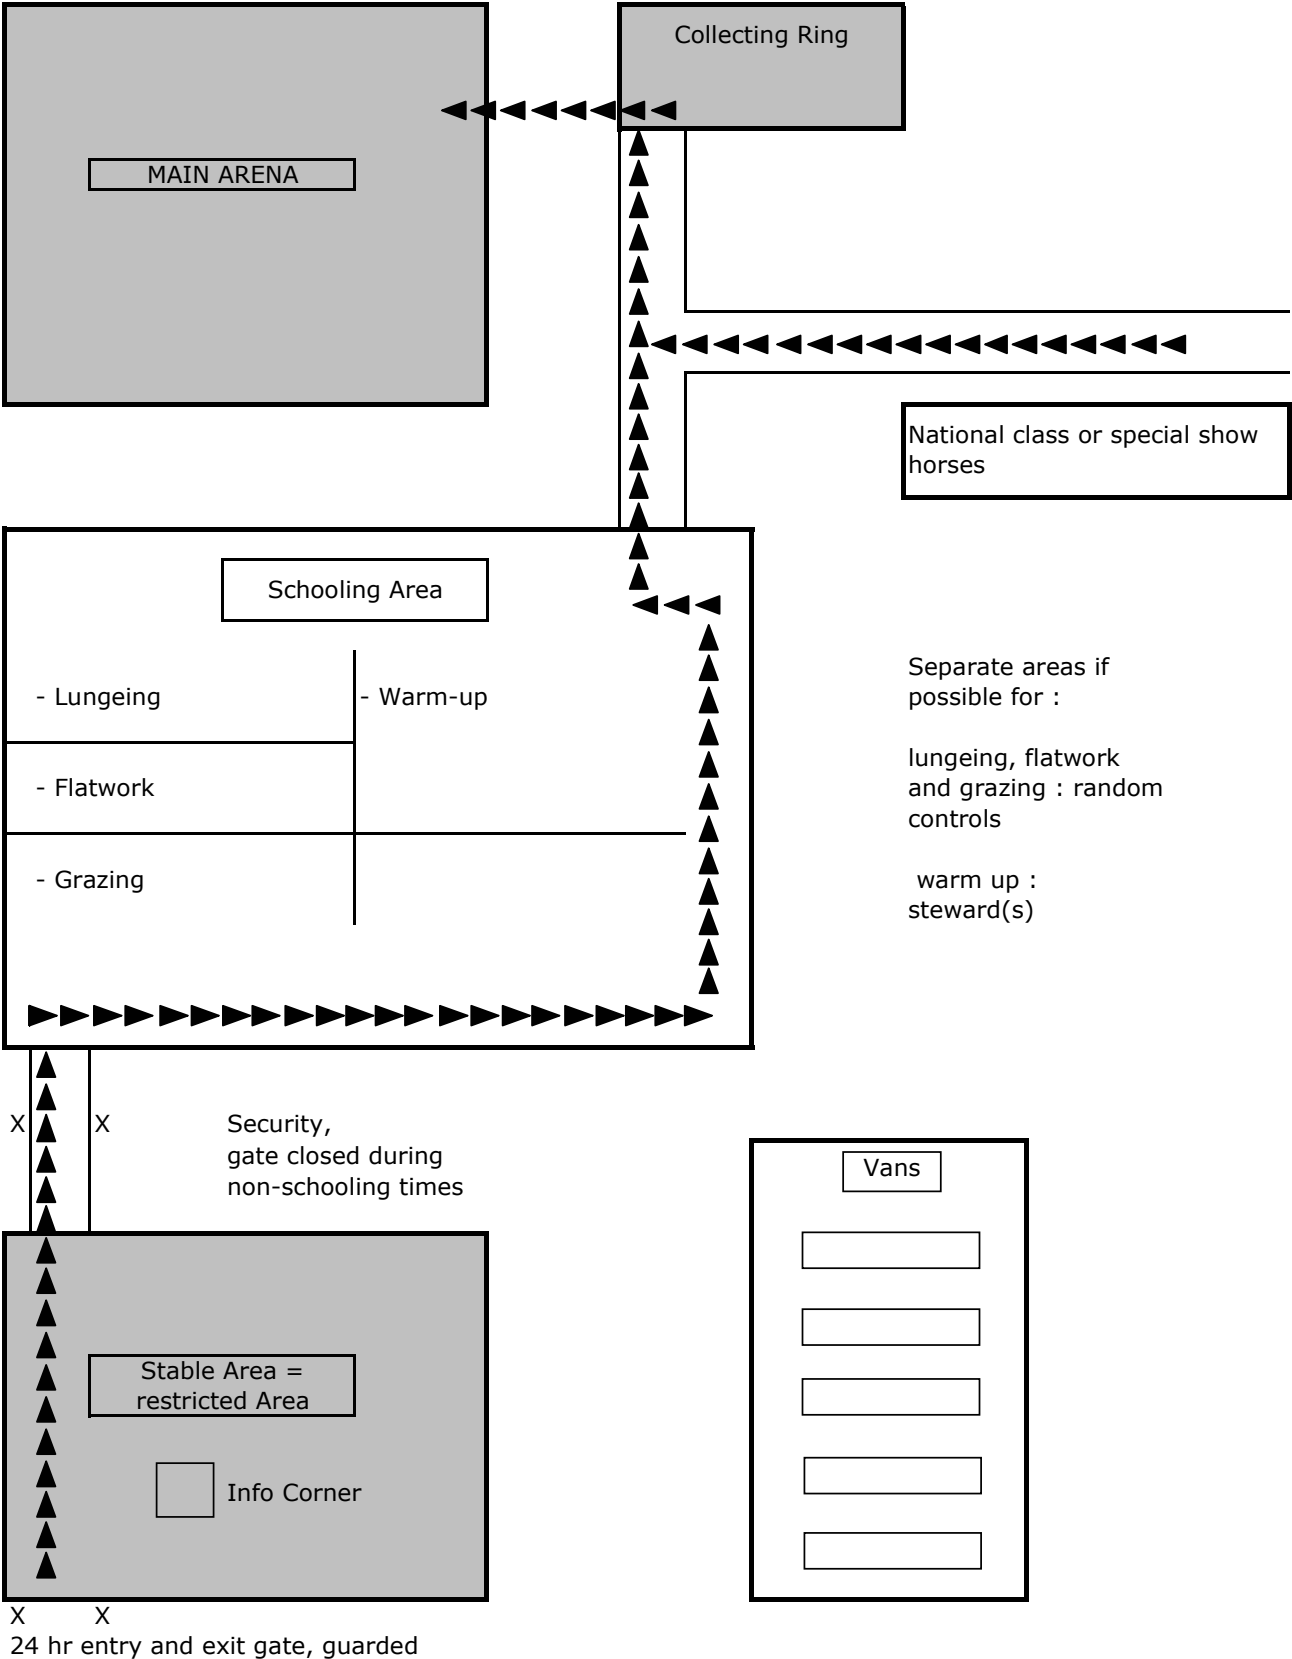 Collecting Ring
MAIN ARENA
National class or special show
horses
Schooling Area
- Lungeing
- Warm-up
- Flatwork
- Grazing
Separate areas if
possible for :
lungeing, flatwork
and grazing : random
controls
warm up :
steward(s)
X X
Security,
gate closed during
non-schooling times
Vans
Stable Area =
restricted Area
Info Corner
X X
24 hr entry and exit gate, guarded